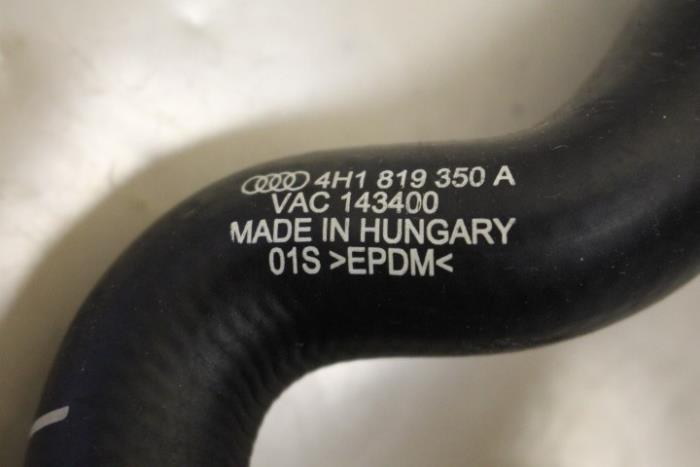 4H1 819 350 A
VAC 143400
MADE IN HUNGARY
01S >EPDM<